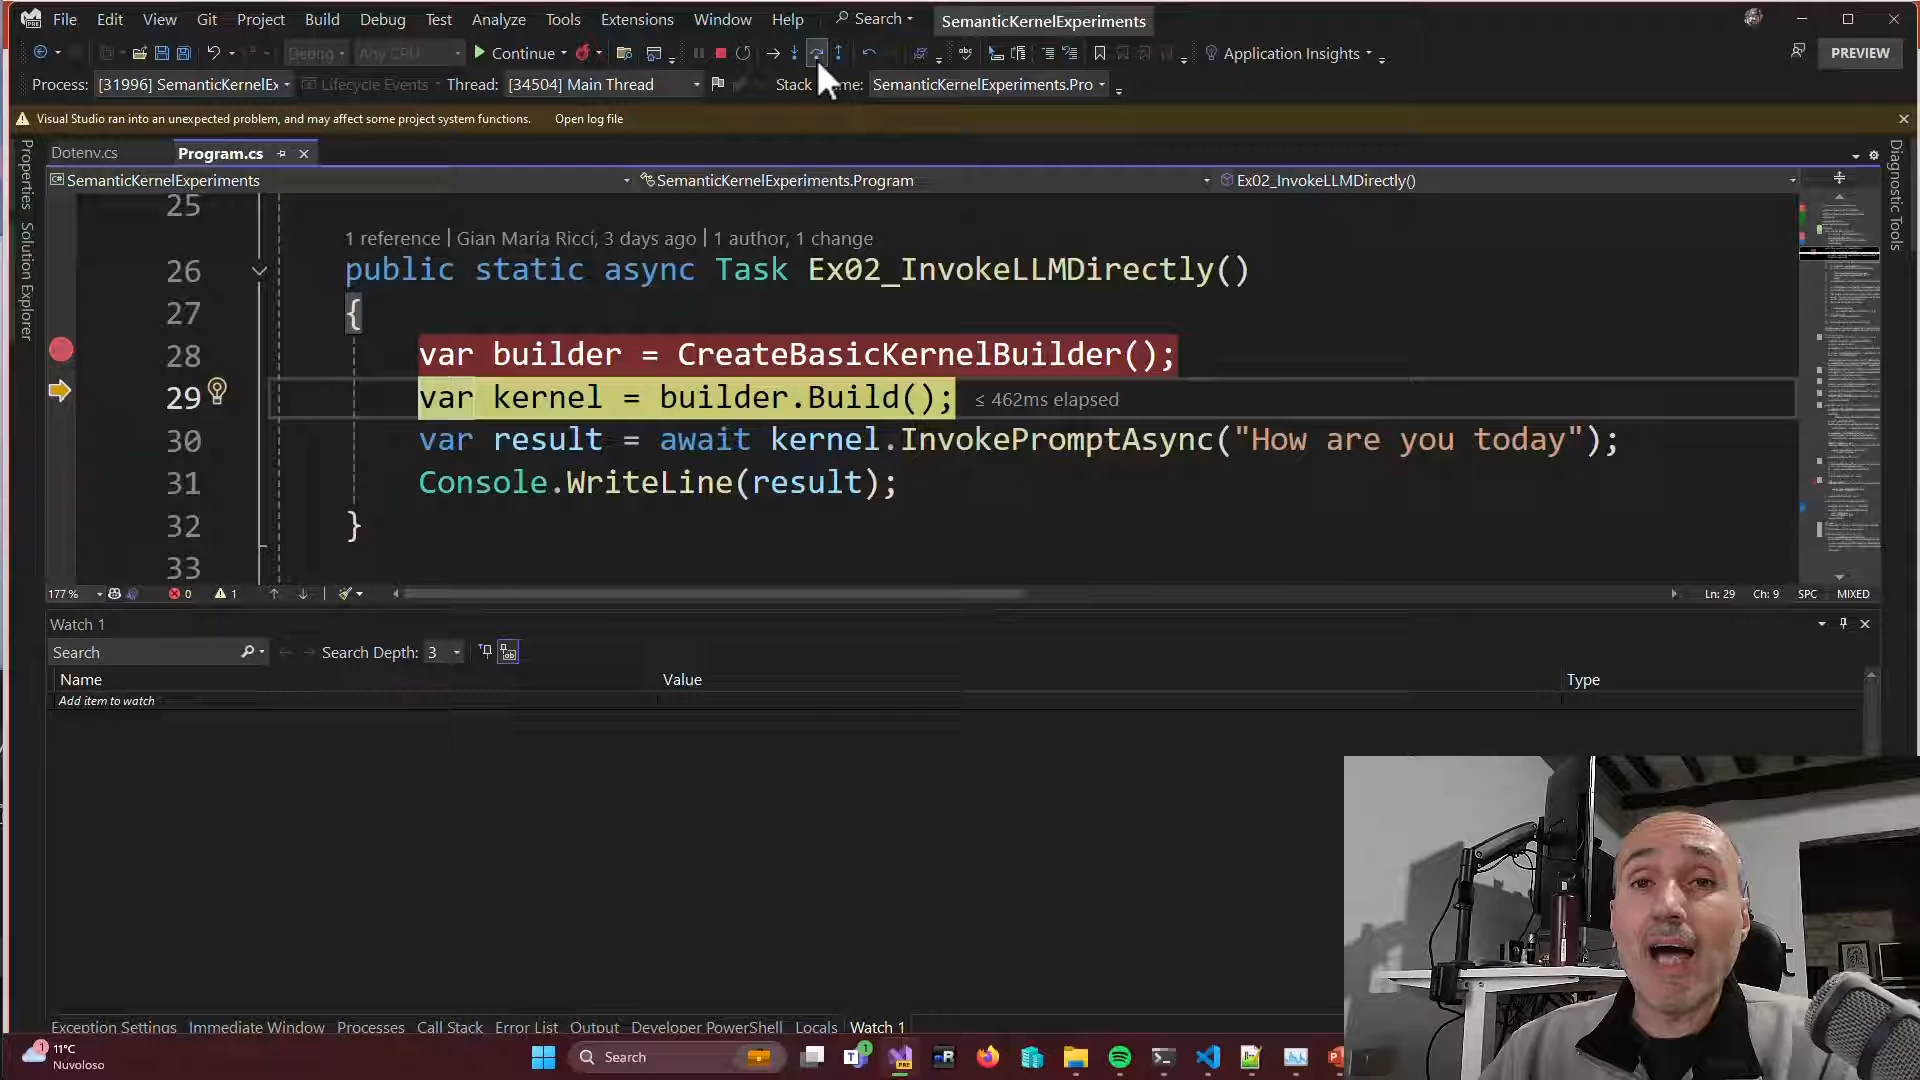 File Edit View Git Project Build Debug Test Analyze Tools Extensions Window Help Search SemanticKernelExperiments
Debug Any CPU Continue Application Insights PREVIEW
Process: [31996] SemanticKernelEx Lifecycle Events Thread: [34504] Main Thread Stack me: SemanticKernelExperiments.Pro
Visual Studio ran into an unexpected problem, and may affect some project system functions. Open log file
Properties
Solution Explorer
Diagnostic Tools
Dotenv.cs Program.cs
SemanticKernelExperiments SemanticKernelExperiments.Program Ex02_InvokeLLMDirectly()
25
1 reference | Gian Maria Ricci, 3 days ago | 1 author, 1 change
26 public static async Task Ex02_InvokeLLMDirectly()
27 {
28 var builder = CreateBasicKernelBuilder();
29 var kernel = builder.Build(); ≤ 462ms elapsed
30 var result = await kernel.InvokePromptAsync("How are you today");
31 Console.WriteLine(result);
32 }
33
177 % 0 1 Ln: 29 Ch: 9 SPC MIXED
Watch 1
Search Search Depth: 3
Name Value Type
Add item to watch
Exception Settings Immediate Window Processes Call Stack Error List Output Developer PowerShell Locals Watch 1
1 11°C
Nuvoloso
Search
1